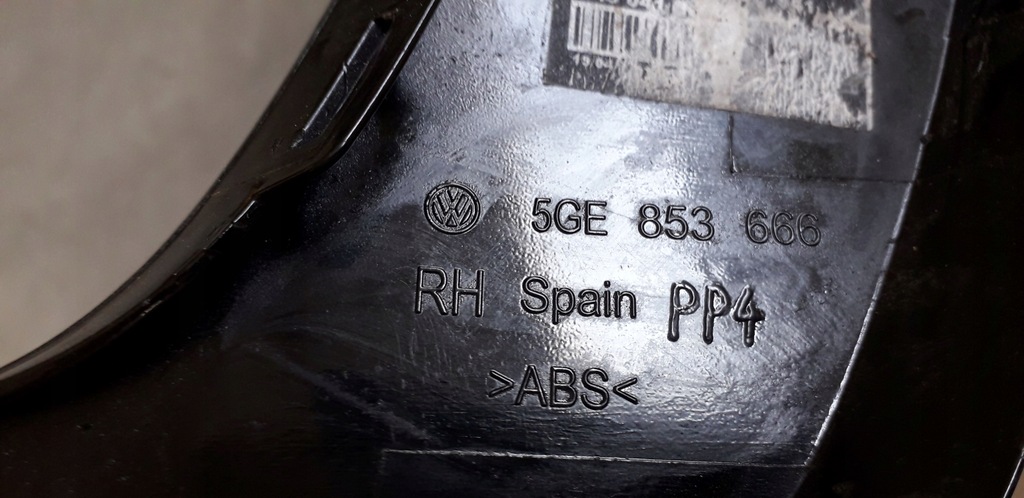 5GE 853 666
RH Spain PP4
>ABS<